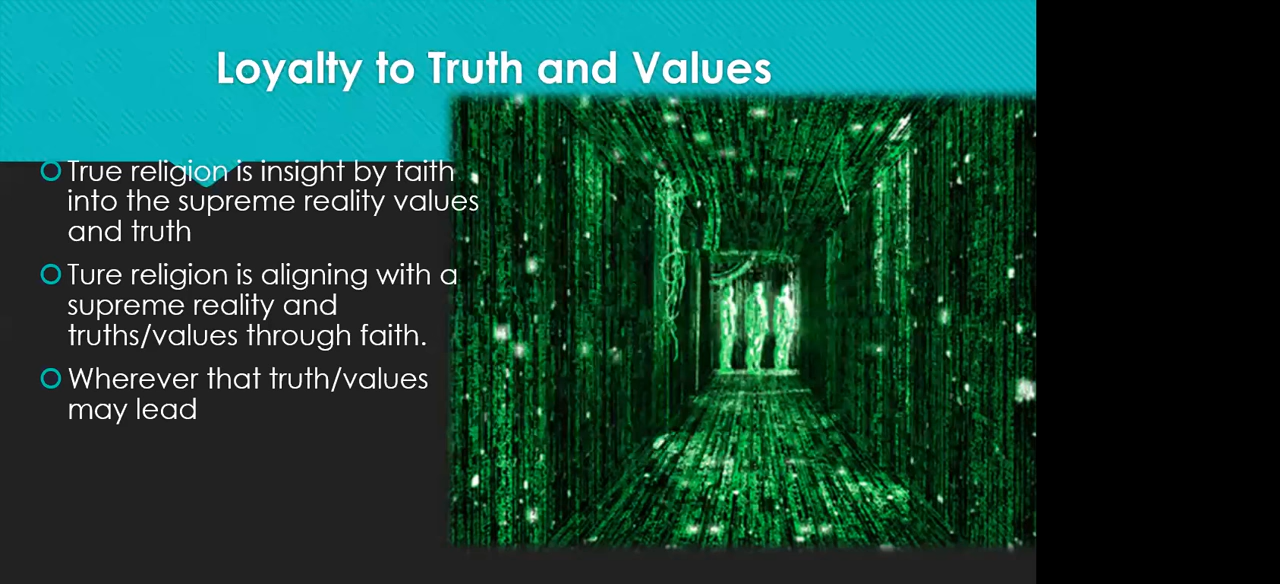 Loyalty to Truth and Values
True religion is insight by faith
into the supreme reality values
and truth
Ture religion is aligning with a
supreme reality and
truths/values through faith.
Wherever that truth/values
may lead